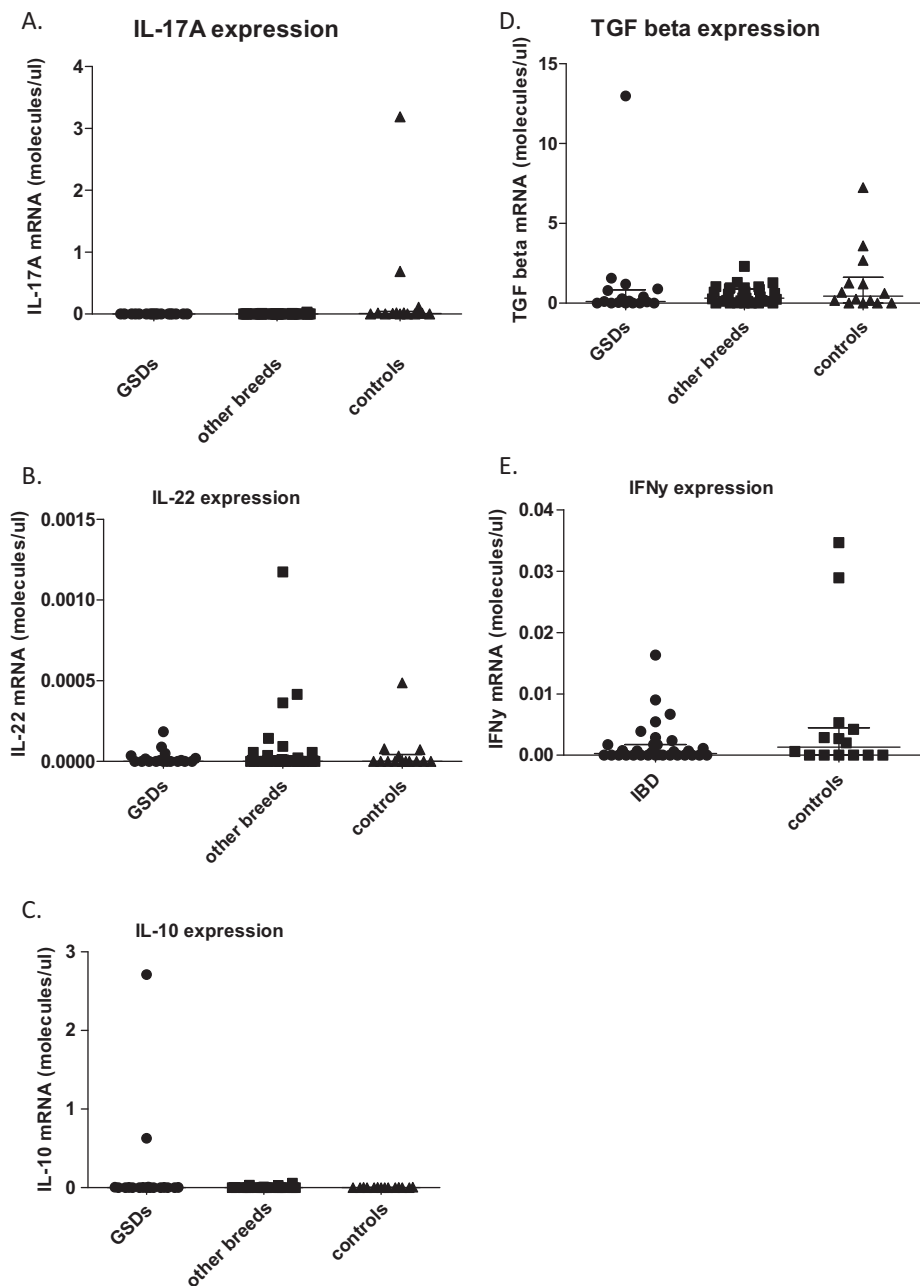 A.
IL-17A expression
IL-17A mRNA (molecules/ul)
4
3
2
1
0
GSDs
other breeds
controls
B.
IL-22 expression
IL-22 mRNA (molecules/ul)
0.0015
0.0010
0.0005
0.0000
GSDs
other breeds
controls
C.
IL-10 expression
IL-10 mRNA (molecules/ul)
3
2
1
0
GSDs
other breeds
controls
D.
TGF beta expression
TGF beta mRNA (molecules/ul)
15
10
5
0
GSDs
other breeds
controls
E.
IFNy expression
IFNy mRNA (molecules/ul)
0.04
0.03
0.02
0.01
0.00
IBD
controls